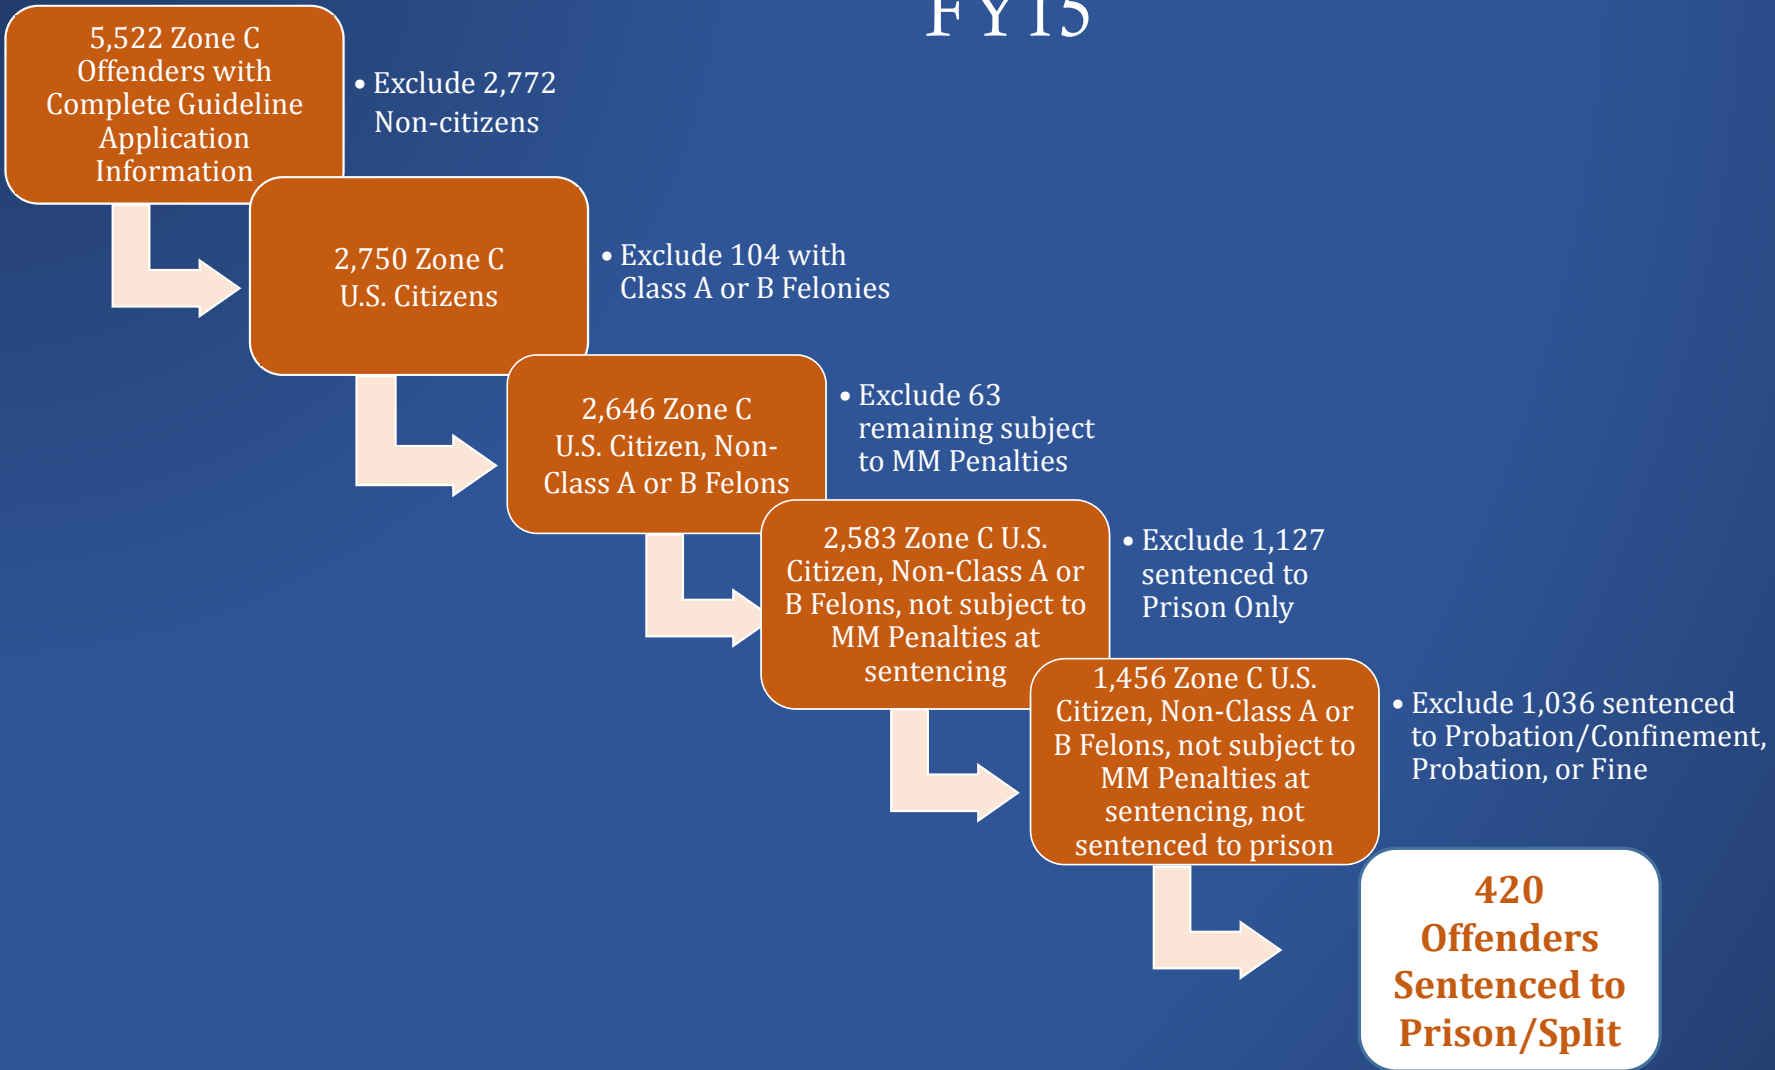 FY15
5,522 Zone C
Offenders with
Complete Guideline
Application
Information
• Exclude 2,772
Non-citizens
2,750 Zone C
U.S. Citizens
• Exclude 104 with
Class A or B Felonies
2,646 Zone C
U.S. Citizen, Non-
Class A or B Felons
• Exclude 63
remaining subject
to MM Penalties
2,583 Zone C U.S.
Citizen, Non-Class A or
B Felons, not subject to
MM Penalties at
sentencing
• Exclude 1,127
sentenced to
Prison Only
1,456 Zone C U.S.
Citizen, Non-Class A or
B Felons, not subject to
MM Penalties at
sentencing, not
sentenced to prison
• Exclude 1,036 sentenced
to Probation/Confinement,
Probation, or Fine
420
Offenders
Sentenced to
Prison/Split